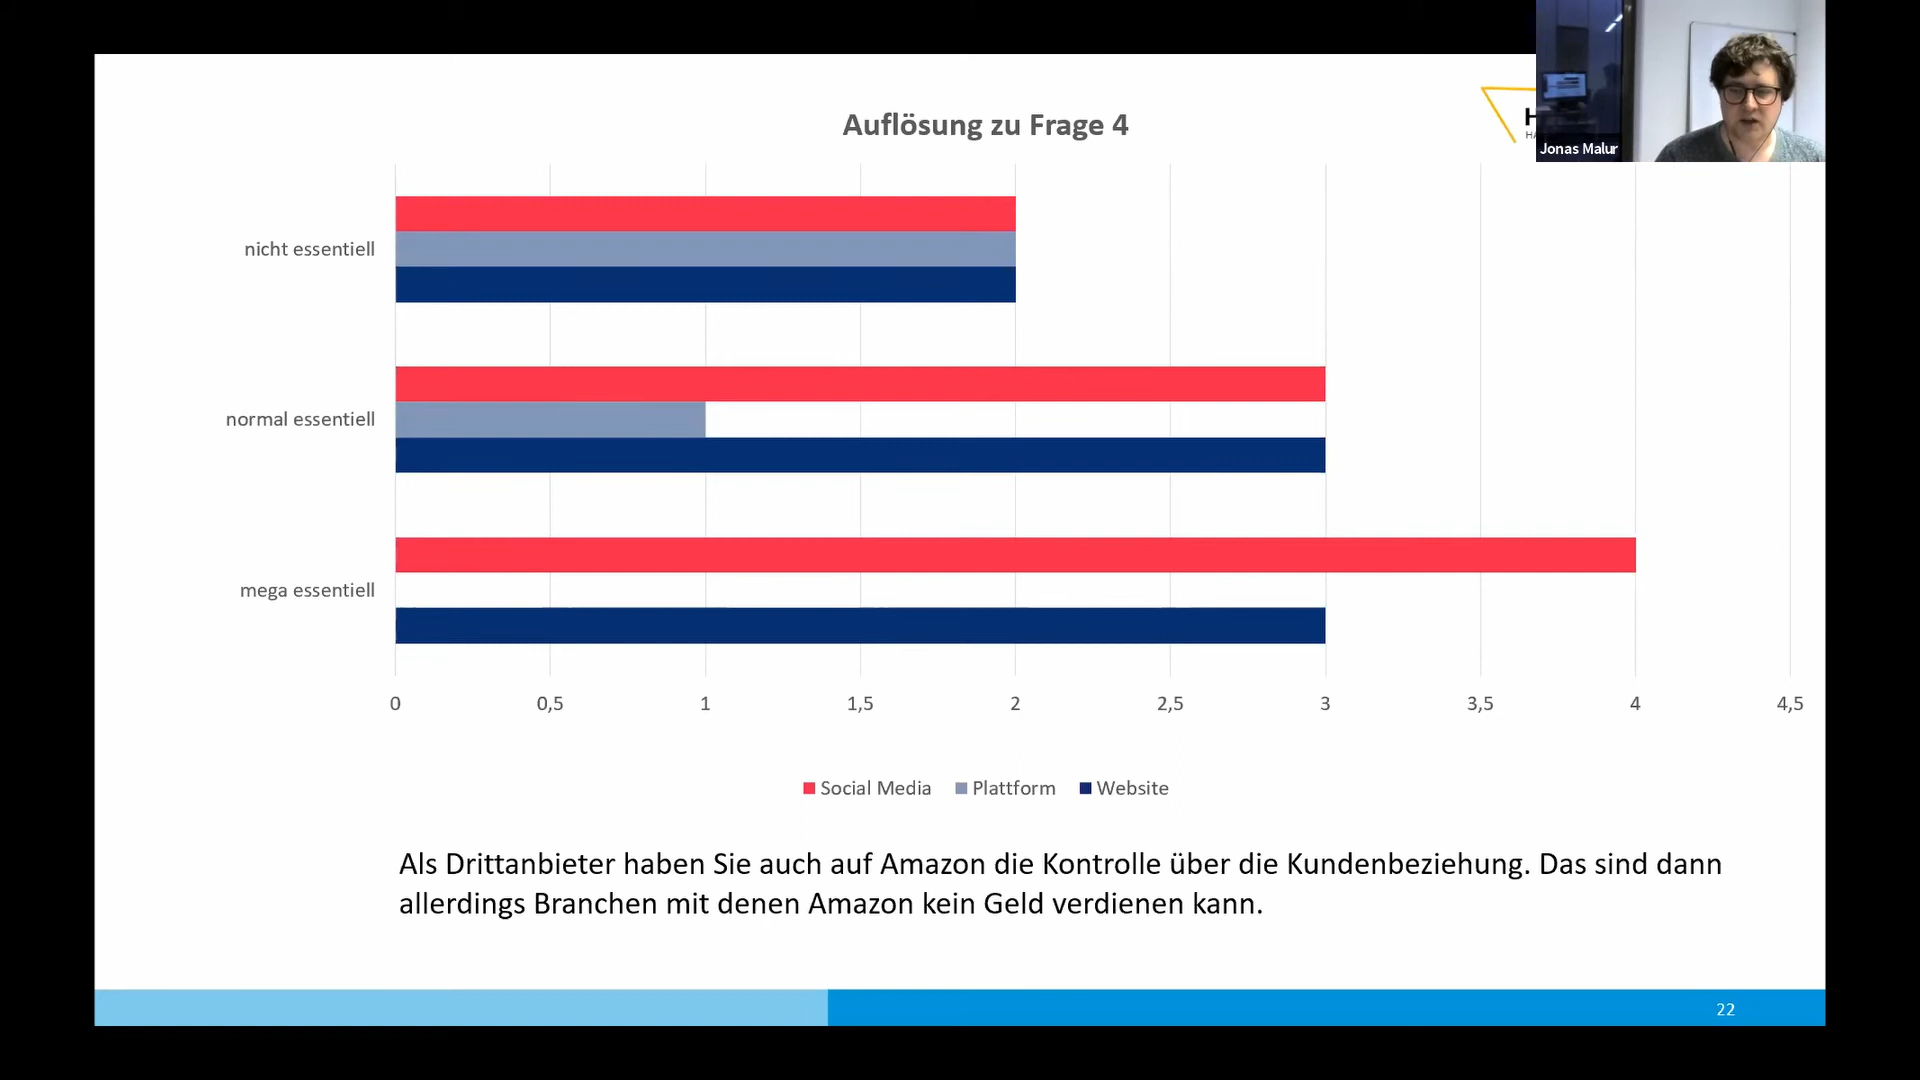 Auflösung zu Frage 4
Jonas Malur
nicht essentiell
normal essentiell
mega essentiell
0 0,5 1 1,5 2 2,5 3 3,5 4 4,5
Social Media Plattform Website
Als Drittanbieter haben Sie auch auf Amazon die Kontrolle über die Kundenbeziehung. Das sind dann
allerdings Branchen mit denen Amazon kein Geld verdienen kann.
22